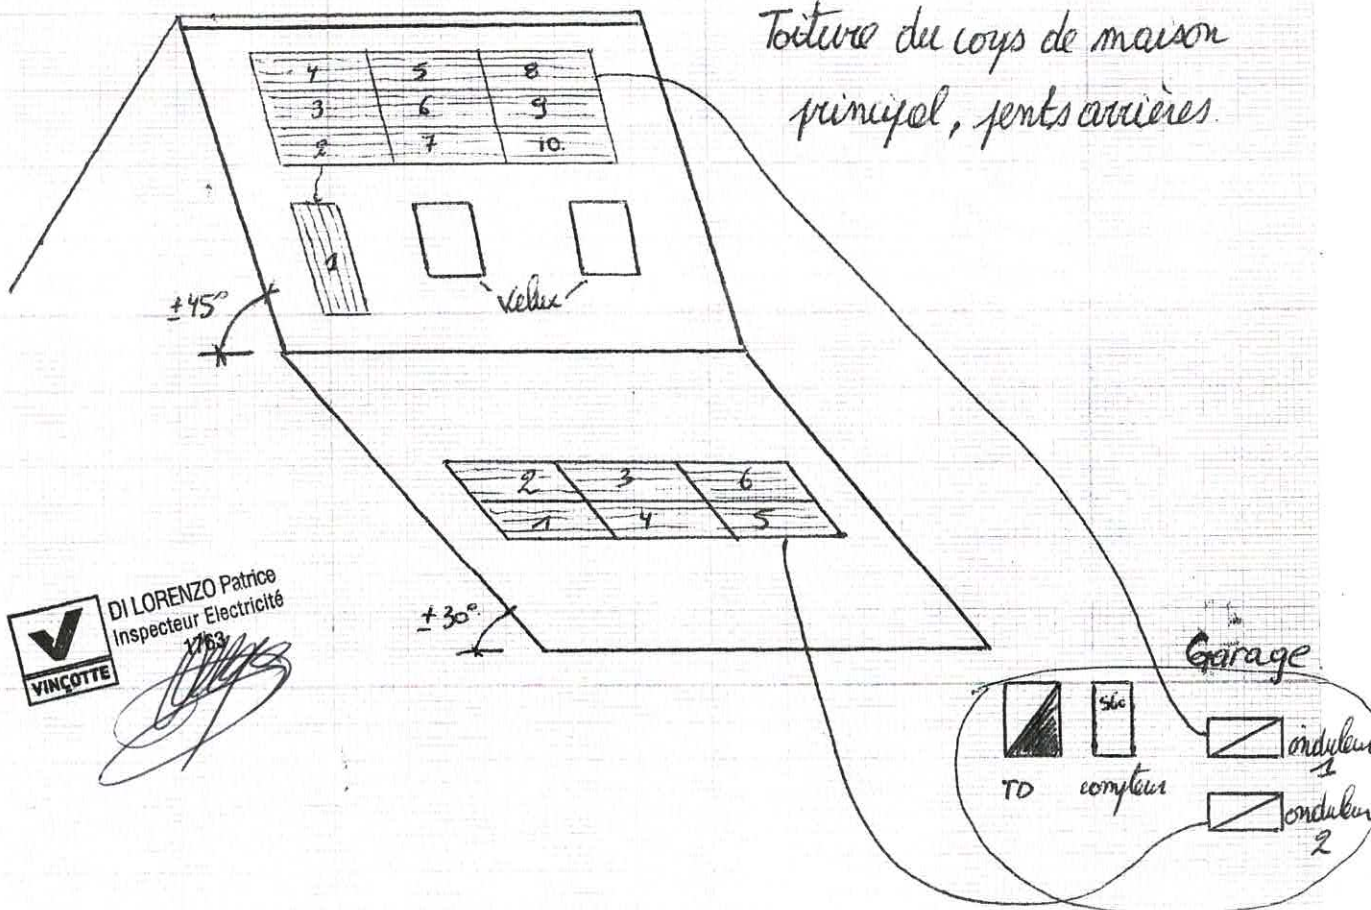 Toiture du corps de maison
principal, pents arrières.
4 5 8
3 6 9
2 7 10
1
Velux
±45°
2 3 6
1 4 5
±30°
DI LORENZO Patrice
Inspecteur Electricité
1763
VINÇOTTE
Garage
TD
compteur
onduleur
1
onduleur
2